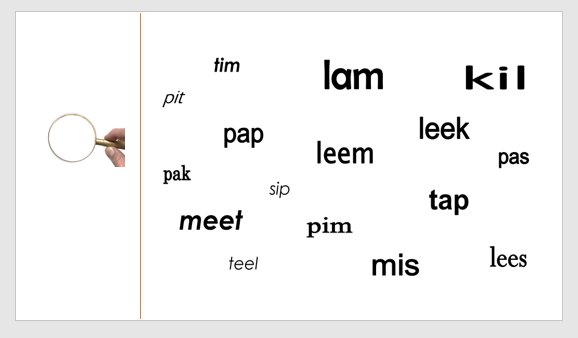 tim
lam
kil
pit
pap
leek
leem
pas
pak
sip
tap
meet
pim
teel
mis
lees